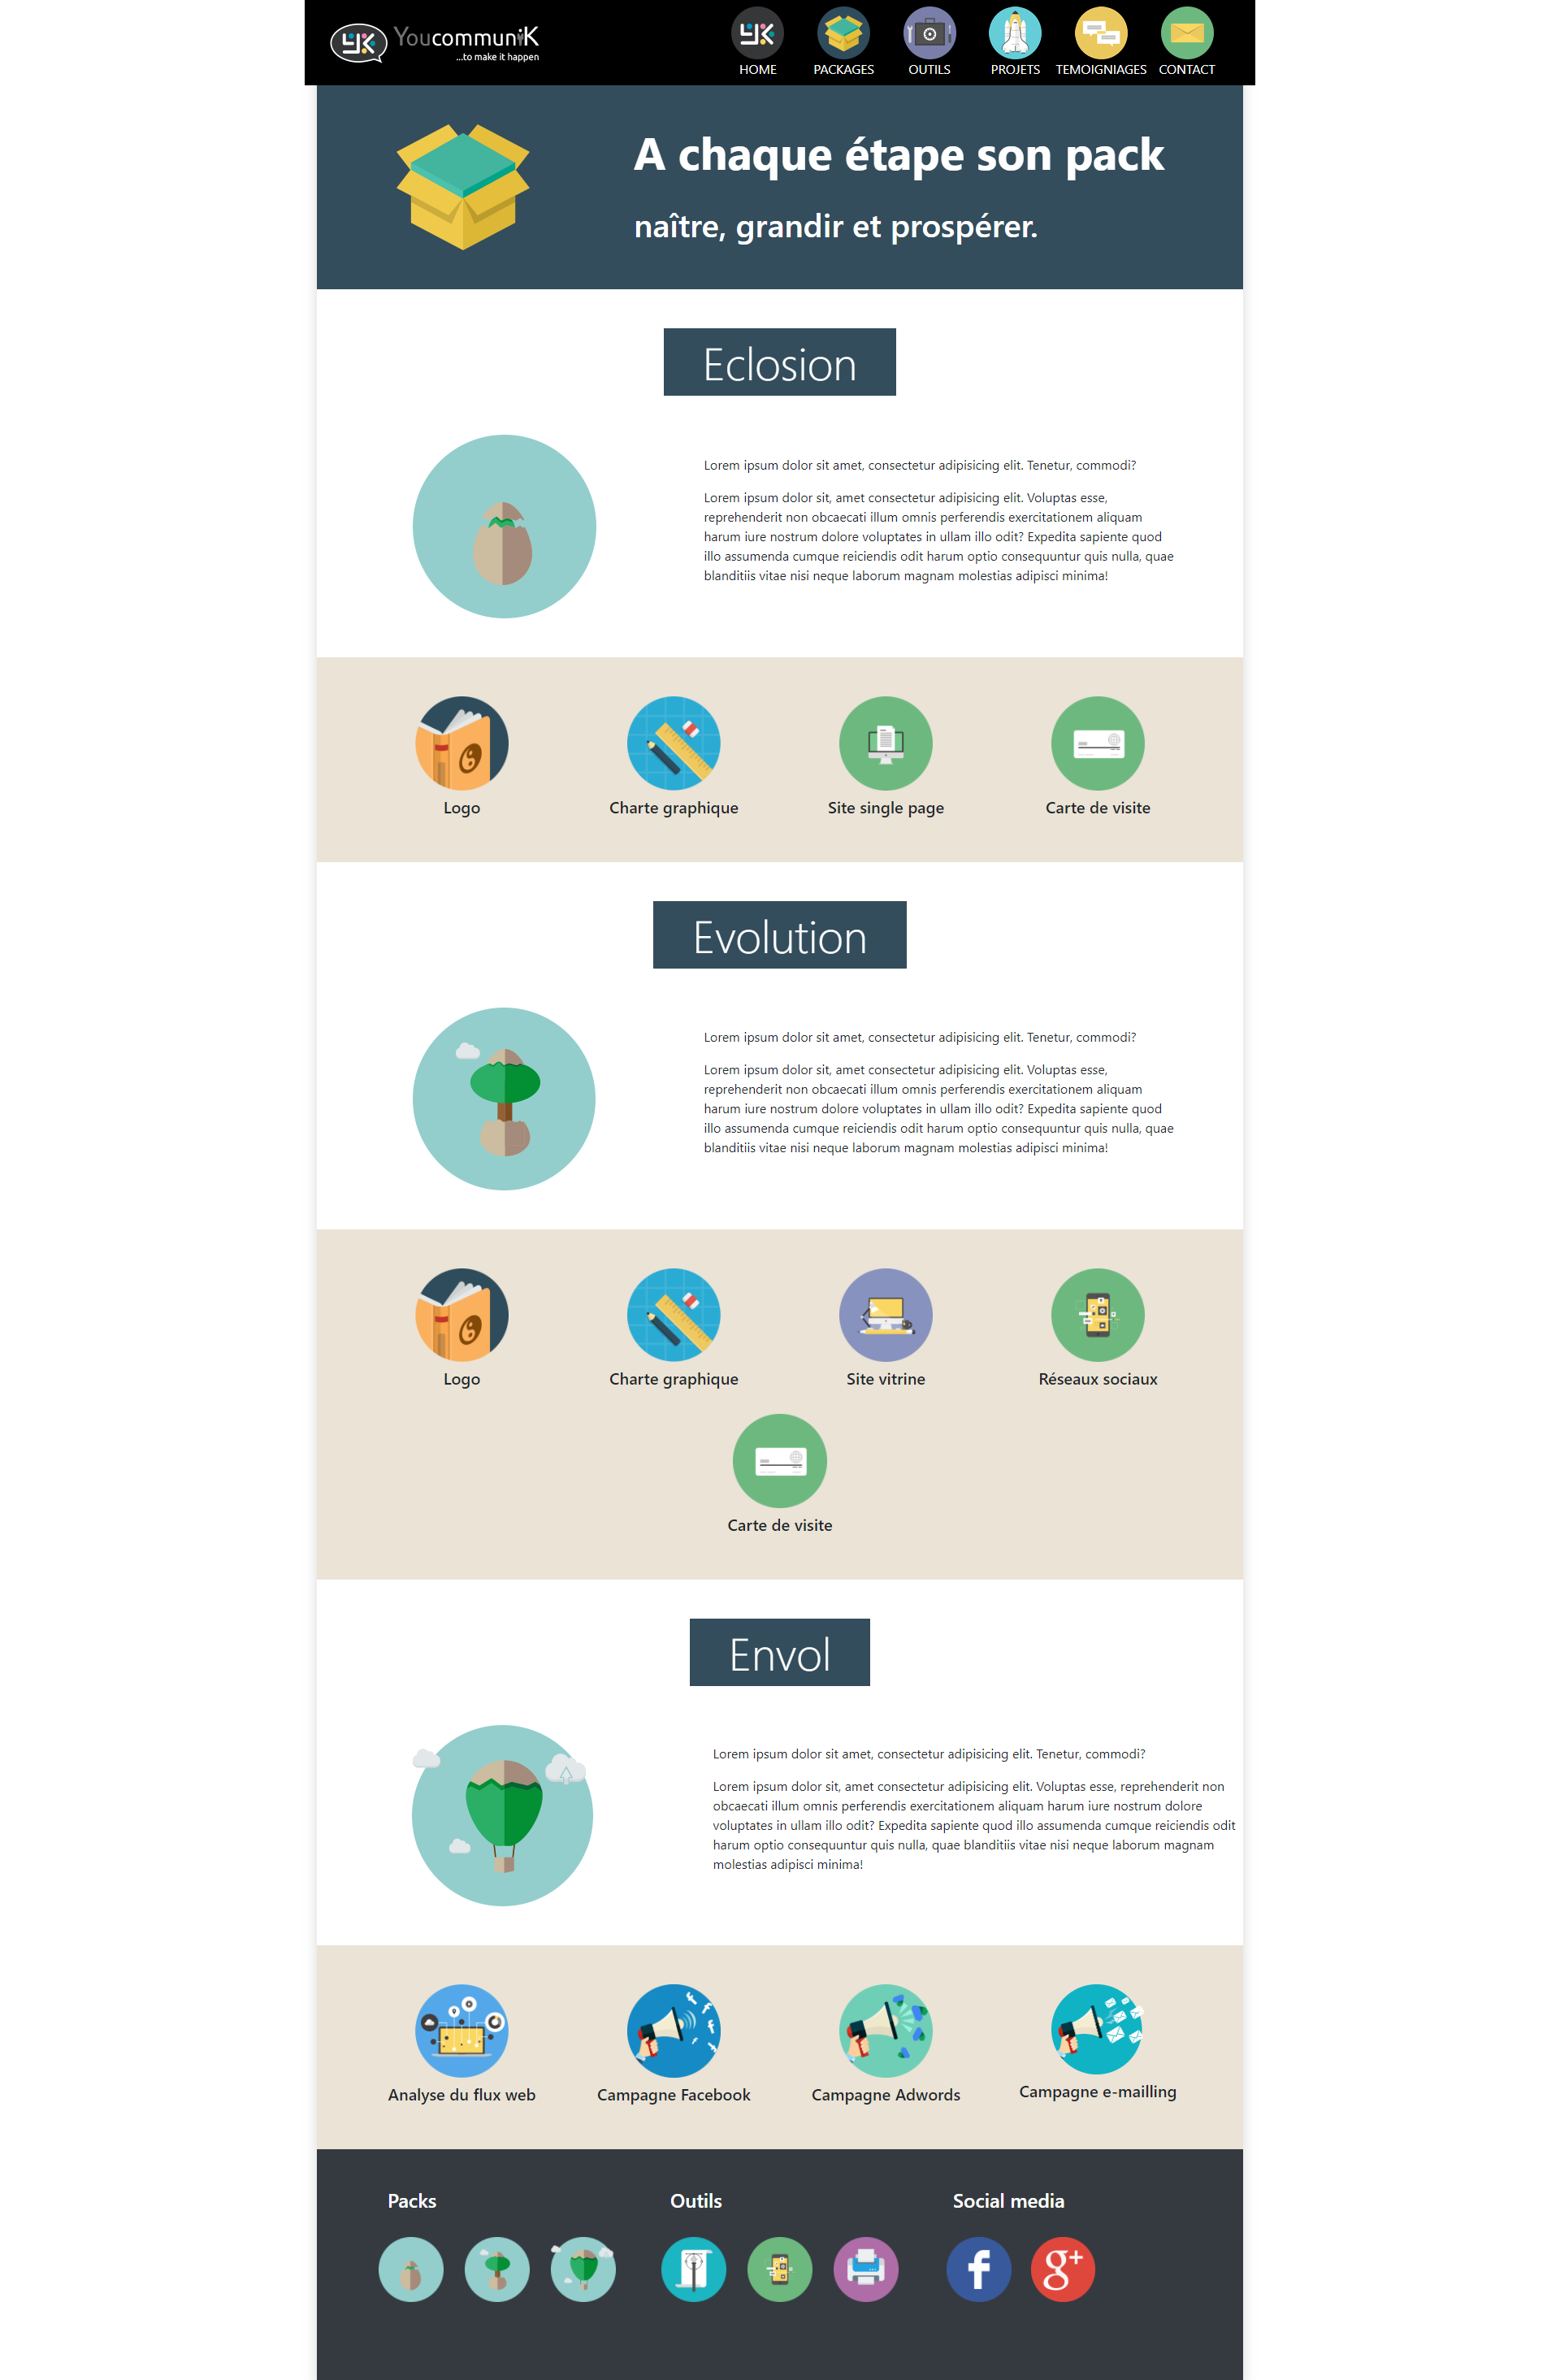 YoucommuniK
...to make it happen
HOME
PACKAGES
OUTILS
PROJETS
TEMOIGNIAGES
CONTACT
A chaque étape son pack
naître, grandir et prospérer.
Eclosion
Lorem ipsum dolor sit amet, consectetur adipisicing elit. Tenetur, commodi?
Lorem ipsum dolor sit, amet consectetur adipisicing elit. Voluptas esse,
reprehenderit non obcaecati illum omnis perferendis exercitationem aliquam
harum iure nostrum dolore voluptates in ullam illo odit? Expedita sapiente quod
illo assumenda cumque reiciendis odit harum optio consequuntur quis nulla, quae
blanditiis vitae nisi neque laborum magnam molestias adipisci minima!
Logo
Charte graphique
Site single page
Carte de visite
Evolution
Lorem ipsum dolor sit amet, consectetur adipisicing elit. Tenetur, commodi?
Lorem ipsum dolor sit, amet consectetur adipisicing elit. Voluptas esse,
reprehenderit non obcaecati illum omnis perferendis exercitationem aliquam
harum iure nostrum dolore voluptates in ullam illo odit? Expedita sapiente quod
illo assumenda cumque reiciendis odit harum optio consequuntur quis nulla, quae
blanditiis vitae nisi neque laborum magnam molestias adipisci minima!
Logo
Charte graphique
Site vitrine
Réseaux sociaux
Carte de visite
Envol
Lorem ipsum dolor sit amet, consectetur adipisicing elit. Tenetur, commodi?
Lorem ipsum dolor sit, amet consectetur adipisicing elit. Voluptas esse, reprehenderit non
obcaecati illum omnis perferendis exercitationem aliquam harum iure nostrum dolore
voluptates in ullam illo odit? Expedita sapiente quod illo assumenda cumque reiciendis odit
harum optio consequuntur quis nulla, quae blanditiis vitae nisi neque laborum magnam
molestias adipisci minima!
Analyse du flux web
Campagne Facebook
Campagne Adwords
Campagne e-mailling
Packs
Outils
Social media
f
g+